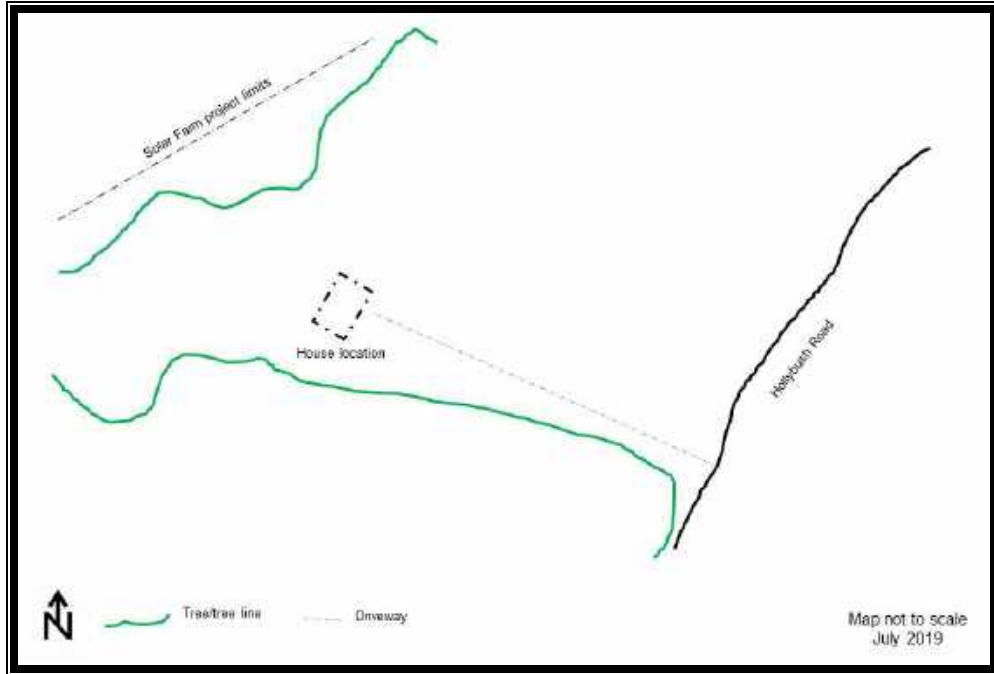 Solar Farm project limits
House location
Hollybush Road
N
Tree/tree line
Driveway
Map not to scale
July 2019